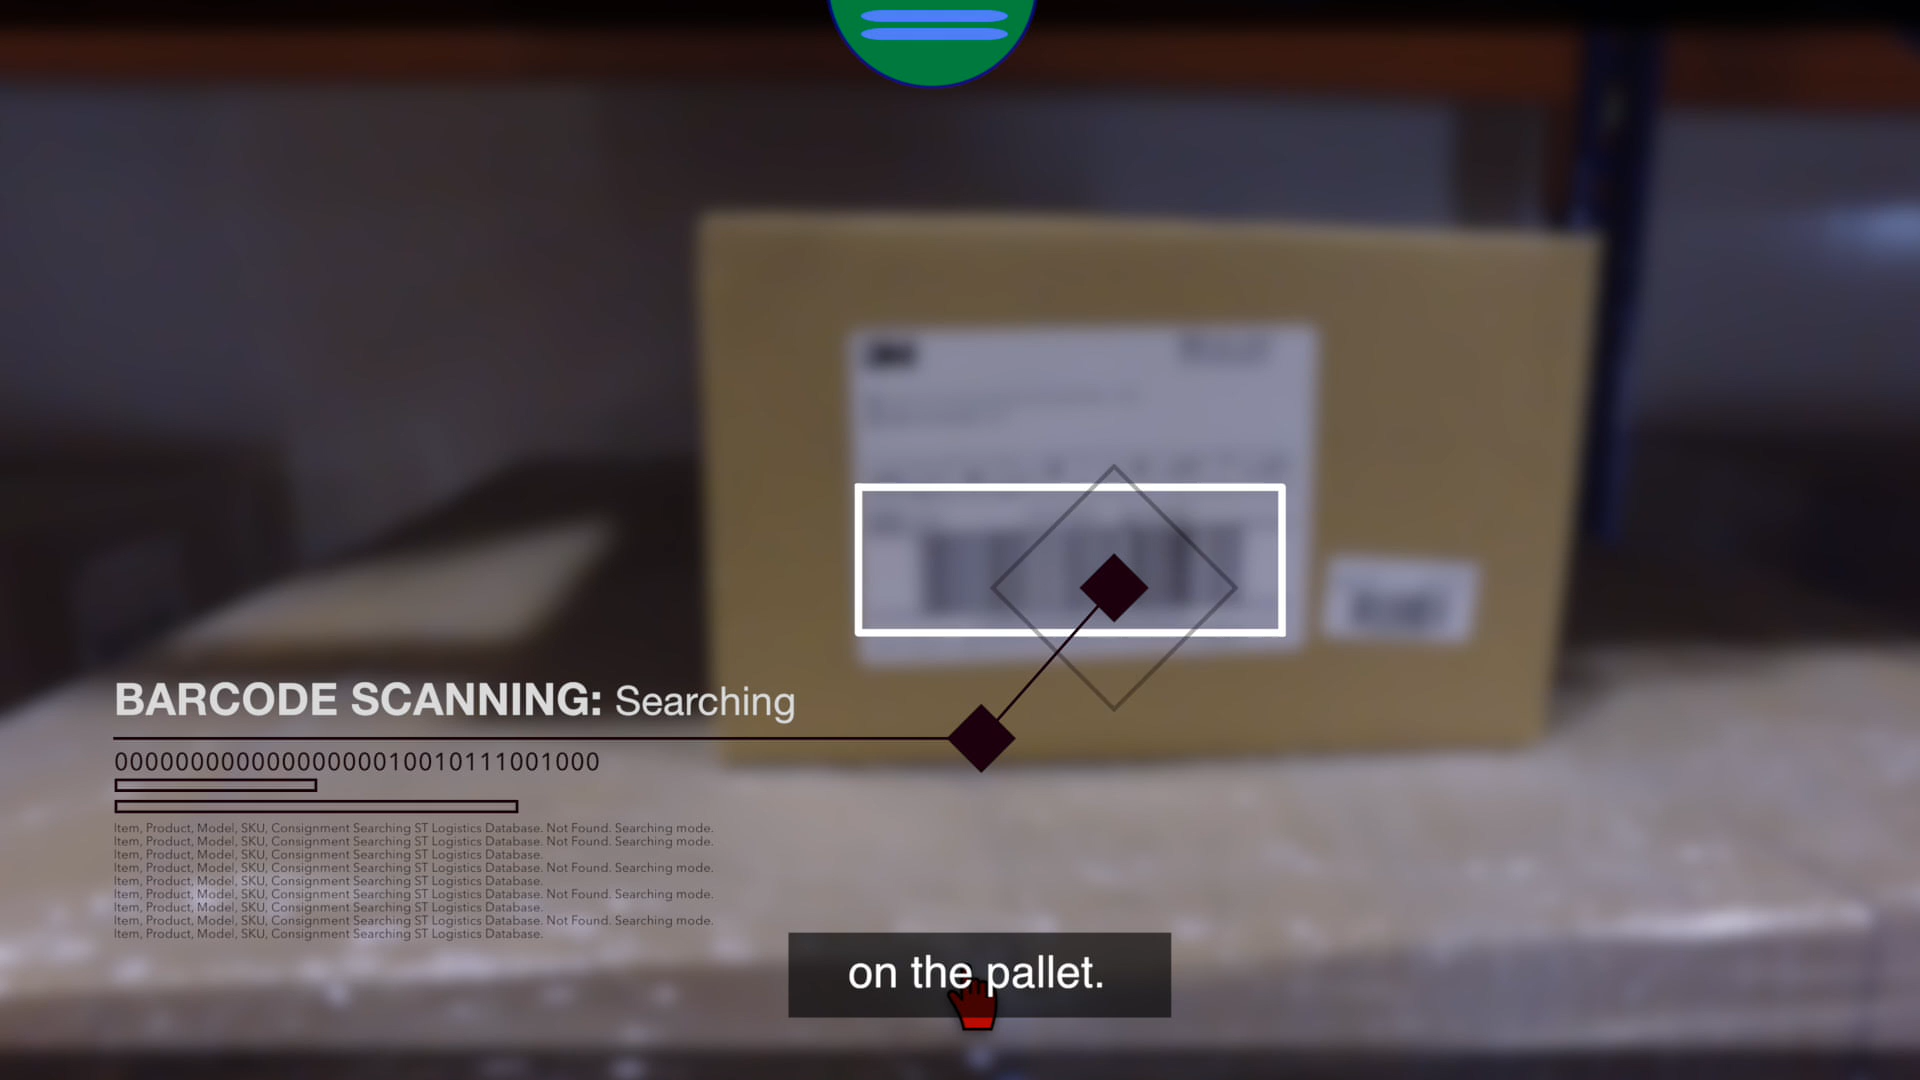 BARCODE SCANNING: Searching
00000000000000000010010111001000
Item, Product, Model, SKU, Consignment Searching ST Logistics Database. Not Found. Searching mode.
Item, Product, Model, SKU, Consignment Searching ST Logistics Database. Not Found. Searching mode.
Item, Product, Model, SKU, Consignment Searching ST Logistics Database.
Item, Product, Model, SKU, Consignment Searching ST Logistics Database. Not Found. Searching mode.
Item, Product, Model, SKU, Consignment Searching ST Logistics Database.
Item, Product, Model, SKU, Consignment Searching ST Logistics Database. Not Found. Searching mode.
Item, Product, Model, SKU, Consignment Searching ST Logistics Database.
Item, Product, Model, SKU, Consignment Searching ST Logistics Database. Not Found. Searching mode.
Item, Product, Model, SKU, Consignment Searching ST Logistics Database.
on the pallet.